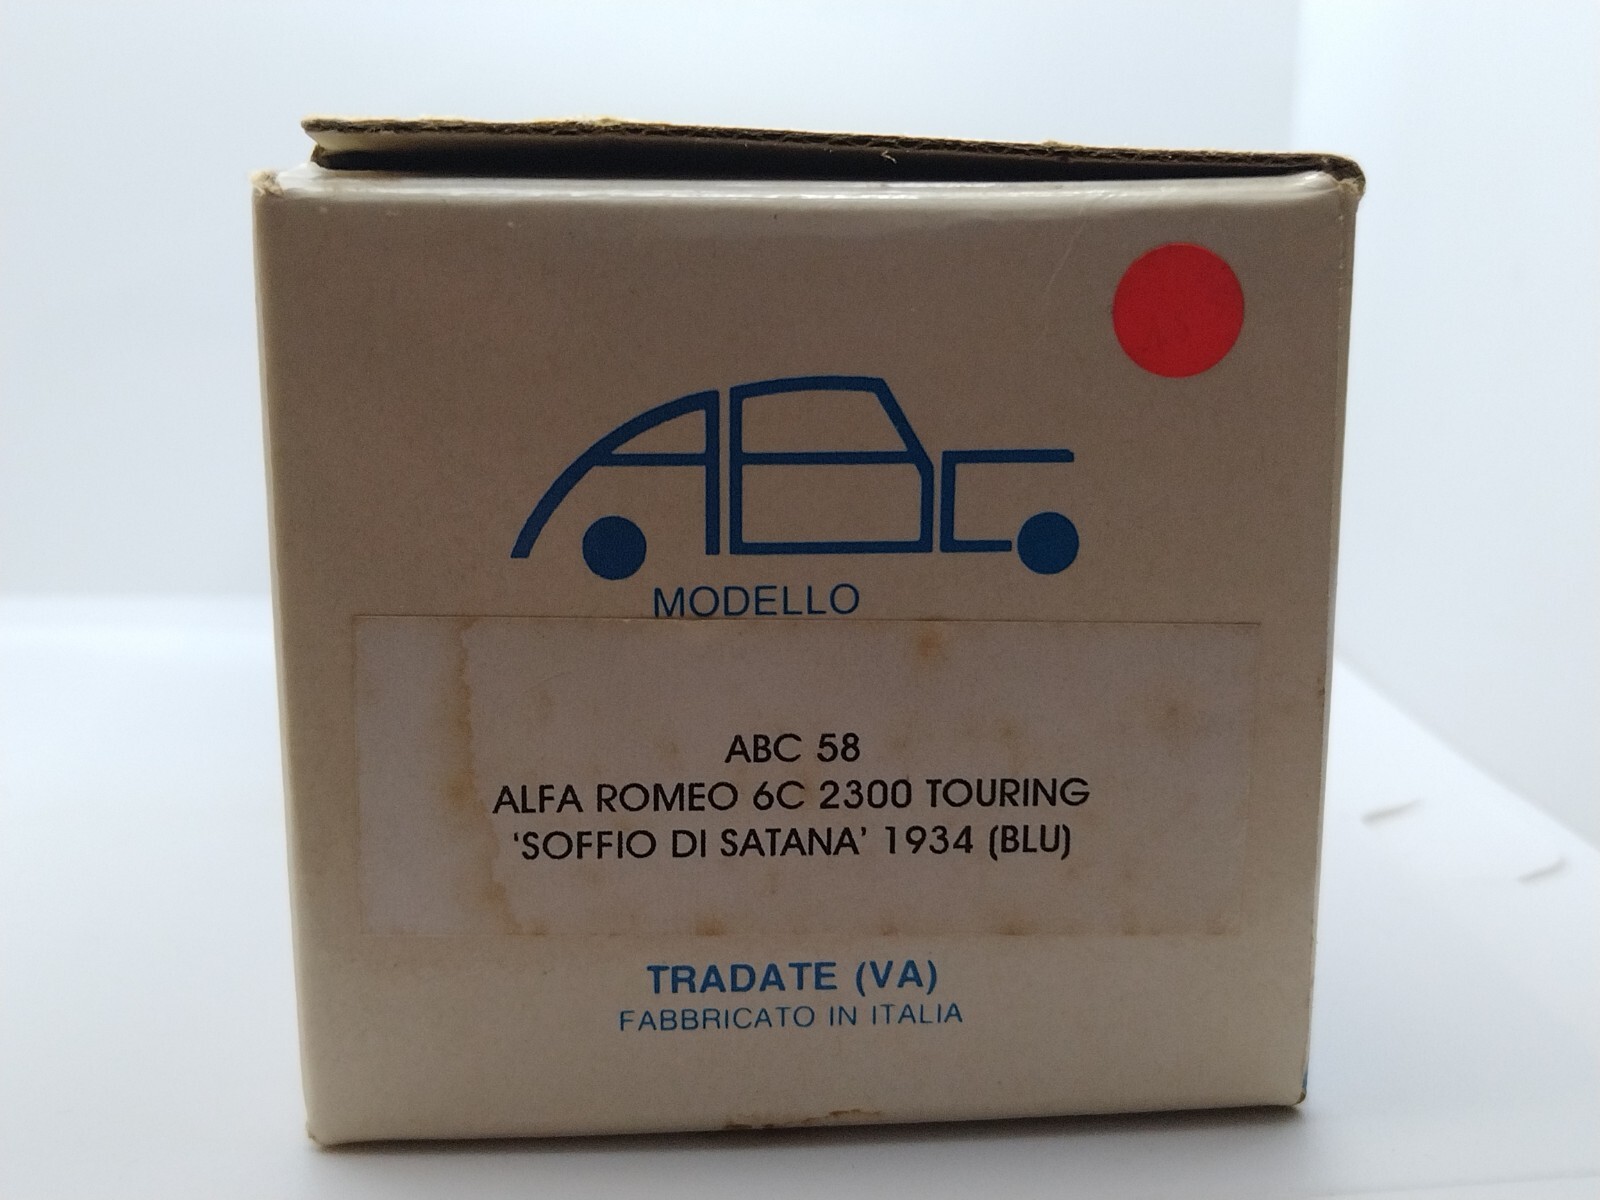 ABC
MODELLO
ABC 58
ALFA ROMEO 6C 2300 TOURING
‘SOFFIO DI SATANA’ 1934 (BLU)
TRADATE (VA)
FABBRICATO IN ITALIA